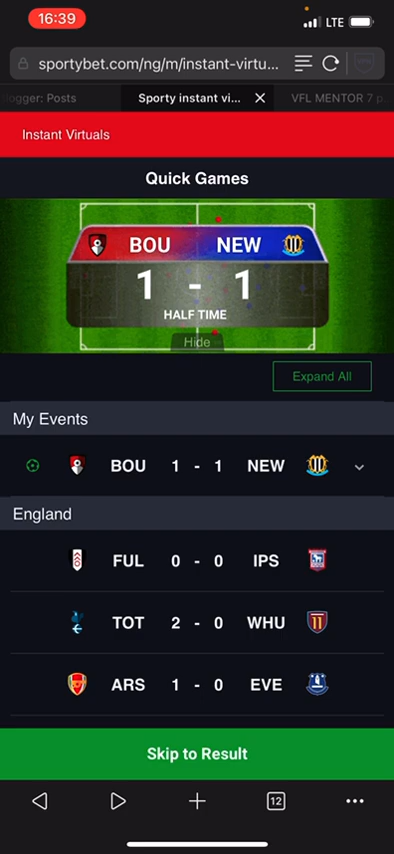 16:39
LTE
sportybet.com/ng/m/instant-virtu...
logger: Posts
Sporty instant vi...
VFL MENTOR 7 p
Instant Virtuals
Quick Games
BOU NEW
1 - 1
HALF TIME
Hide
Expand All
My Events
BOU 1 - 1 NEW
England
FUL 0 - 0 IPS
TOT 2 - 0 WHU
ARS 1 - 0 EVE
Skip to Result
12